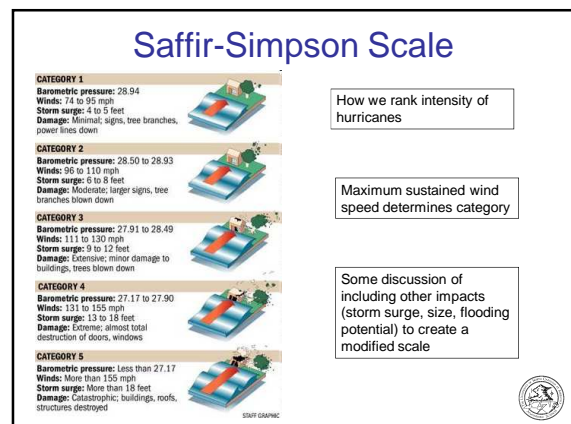 Saffir-Simpson Scale
CATEGORY 1
Barometric pressure: 28.94
Winds: 74 to 95 mph
Storm surge: 4 to 5 feet
Damage: Minimal; signs, tree branches,
power lines down
CATEGORY 2
Barometric pressure: 28.50 to 28.93
Winds: 96 to 110 mph
Storm surge: 6 to 8 feet
Damage: Moderate; larger signs, tree
branches blown down
CATEGORY 3
Barometric pressure: 27.91 to 28.49
Winds: 111 to 130 mph
Storm surge: 9 to 12 feet
Damage: Extensive; minor damage to
buildings, trees blown down
CATEGORY 4
Barometric pressure: 27.17 to 27.90
Winds: 131 to 155 mph
Storm surge: 13 to 18 feet
Damage: Extreme; almost total
destruction of doors, windows
CATEGORY 5
Barometric pressure: Less than 27.17
Winds: More than 155 mph
Storm surge: More than 18 feet
Damage: Catastrophic; buildings, roofs,
structures destroyed
STAFF GRAPHIC
How we rank intensity of
hurricanes
Maximum sustained wind
speed determines category
Some discussion of
including other impacts
(storm surge, size, flooding
potential) to create a
modified scale